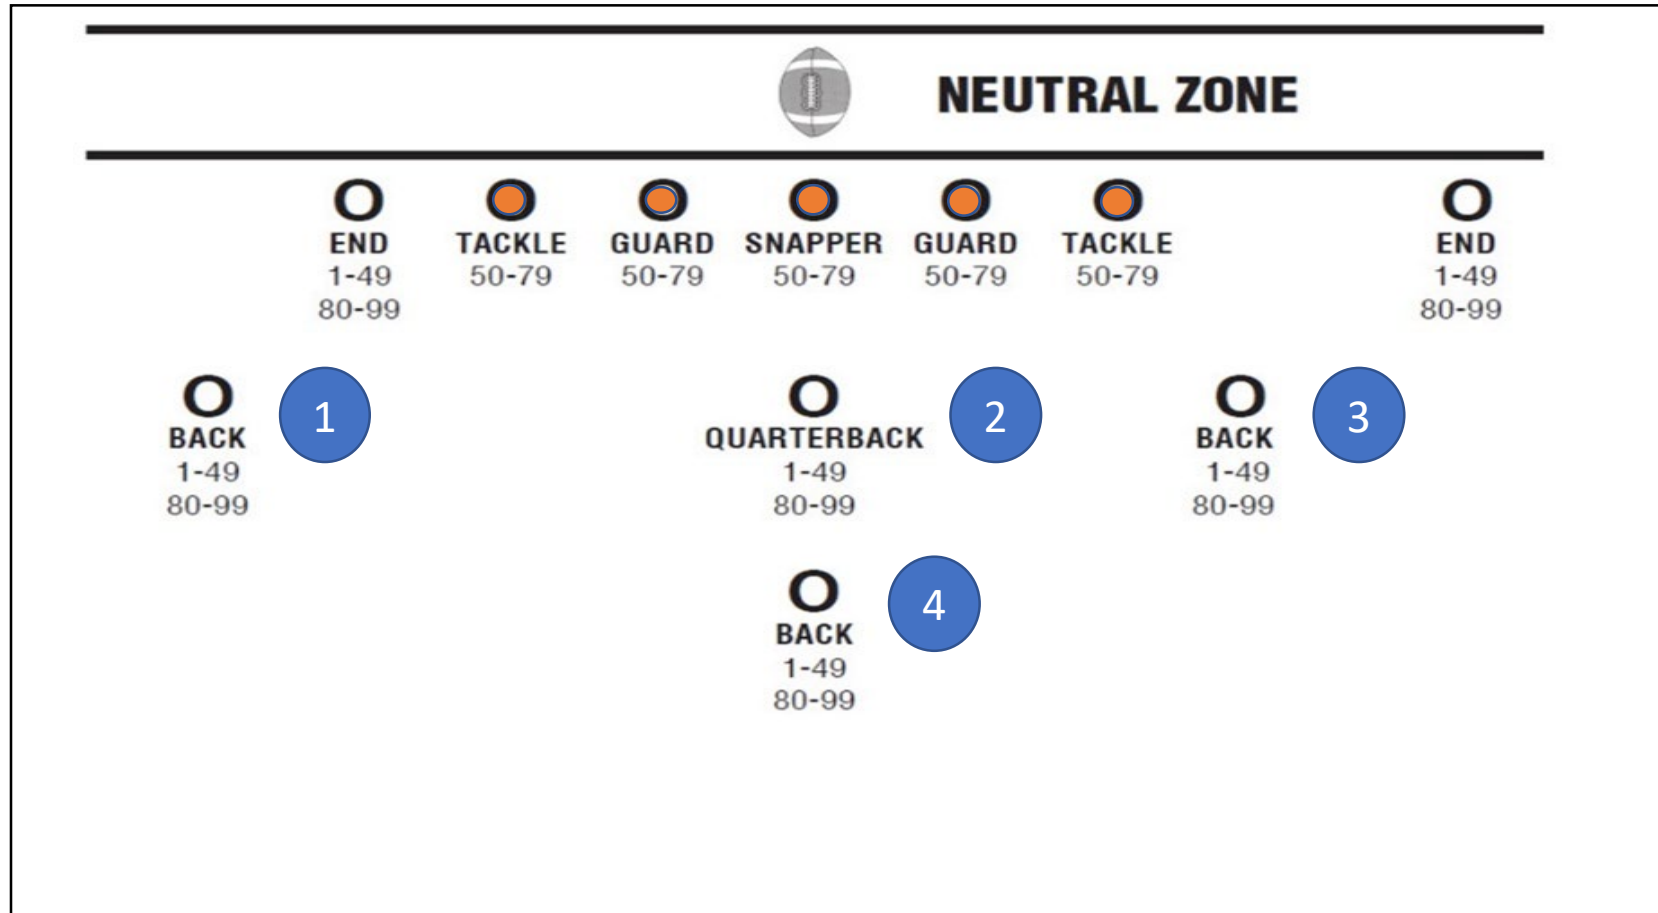 NEUTRAL ZONE
END TACKLE GUARD SNAPPER GUARD TACKLE END
1-49 50-79 50-79 50-79 50-79 50-79 1-49
80-99 80-99
1 2 3
BACK QUARTERBACK BACK
1-49 1-49 1-49
80-99 80-99 80-99
4
BACK
1-49
80-99